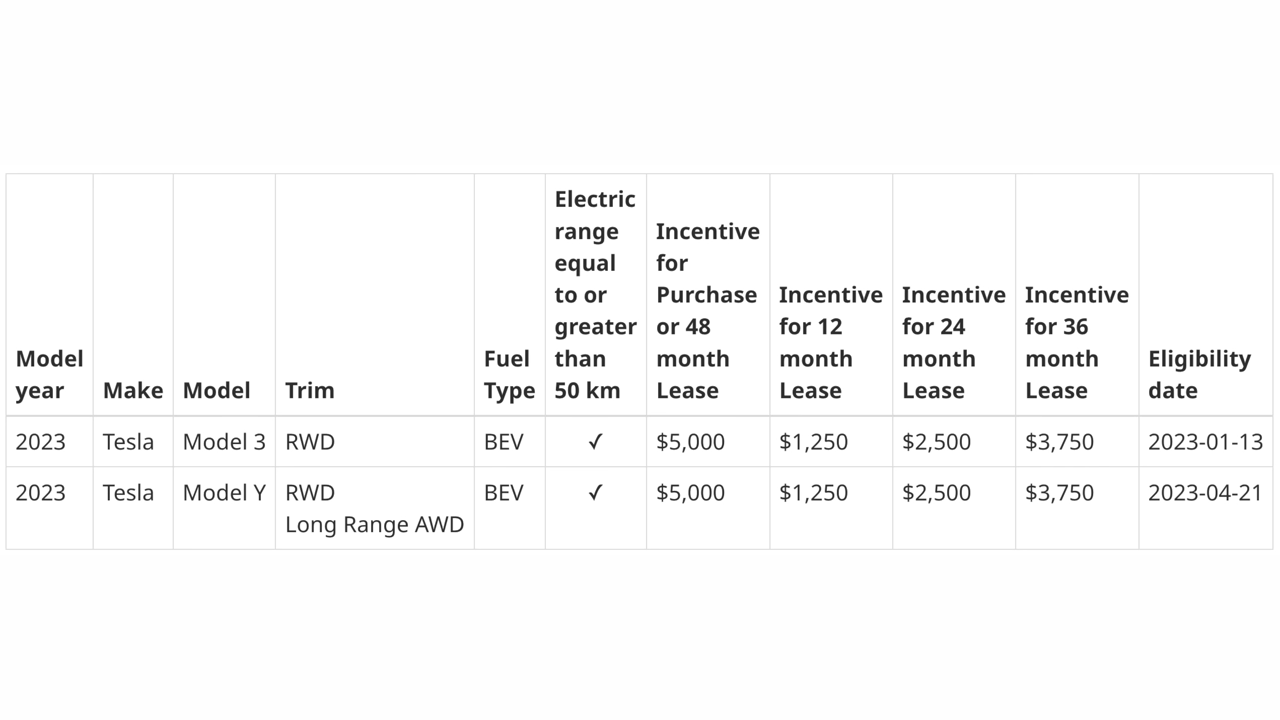 Model year | Make | Model | Trim | Fuel Type | Electric range equal to or greater than 50 km | Incentive for Purchase or 48 month Lease | Incentive for 12 month Lease | Incentive for 24 month Lease | Incentive for 36 month Lease | Eligibility date
2023 | Tesla | Model 3 | RWD | BEV | ✓ | $5,000 | $1,250 | $2,500 | $3,750 | 2023-01-13
2023 | Tesla | Model Y | RWD | BEV | ✓ | $5,000 | $1,250 | $2,500 | $3,750 | 2023-04-21
Long Range AWD